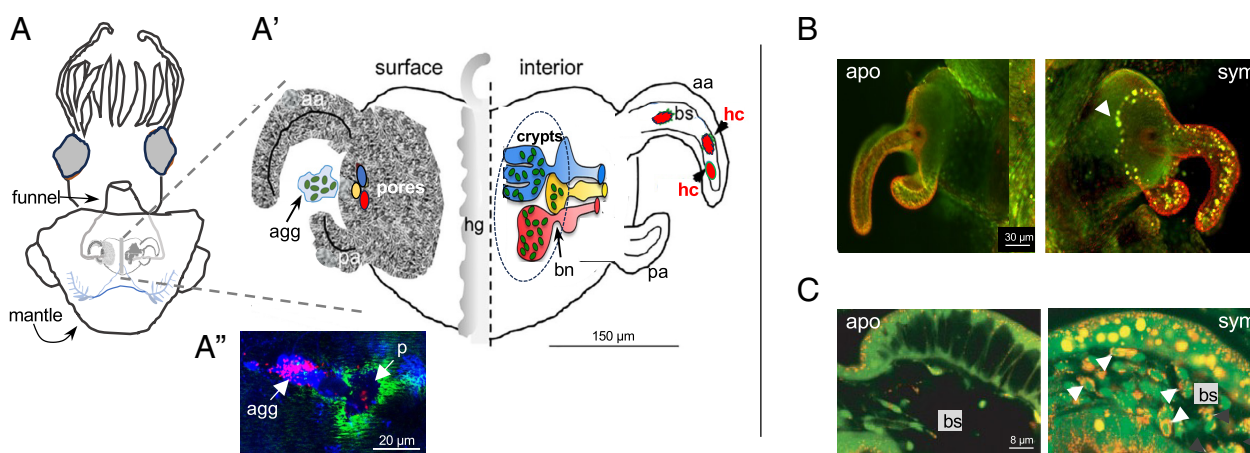 A
funnel
mantle
A'
surface
interior
aa
aa
bs
hc
crypts
pores
hc
agg
hg
bn
pa
pa
150 µm
A"
p
agg
20 µm
B
apo
sym
30 µm
C
apo
sym
bs
bs
8 µm